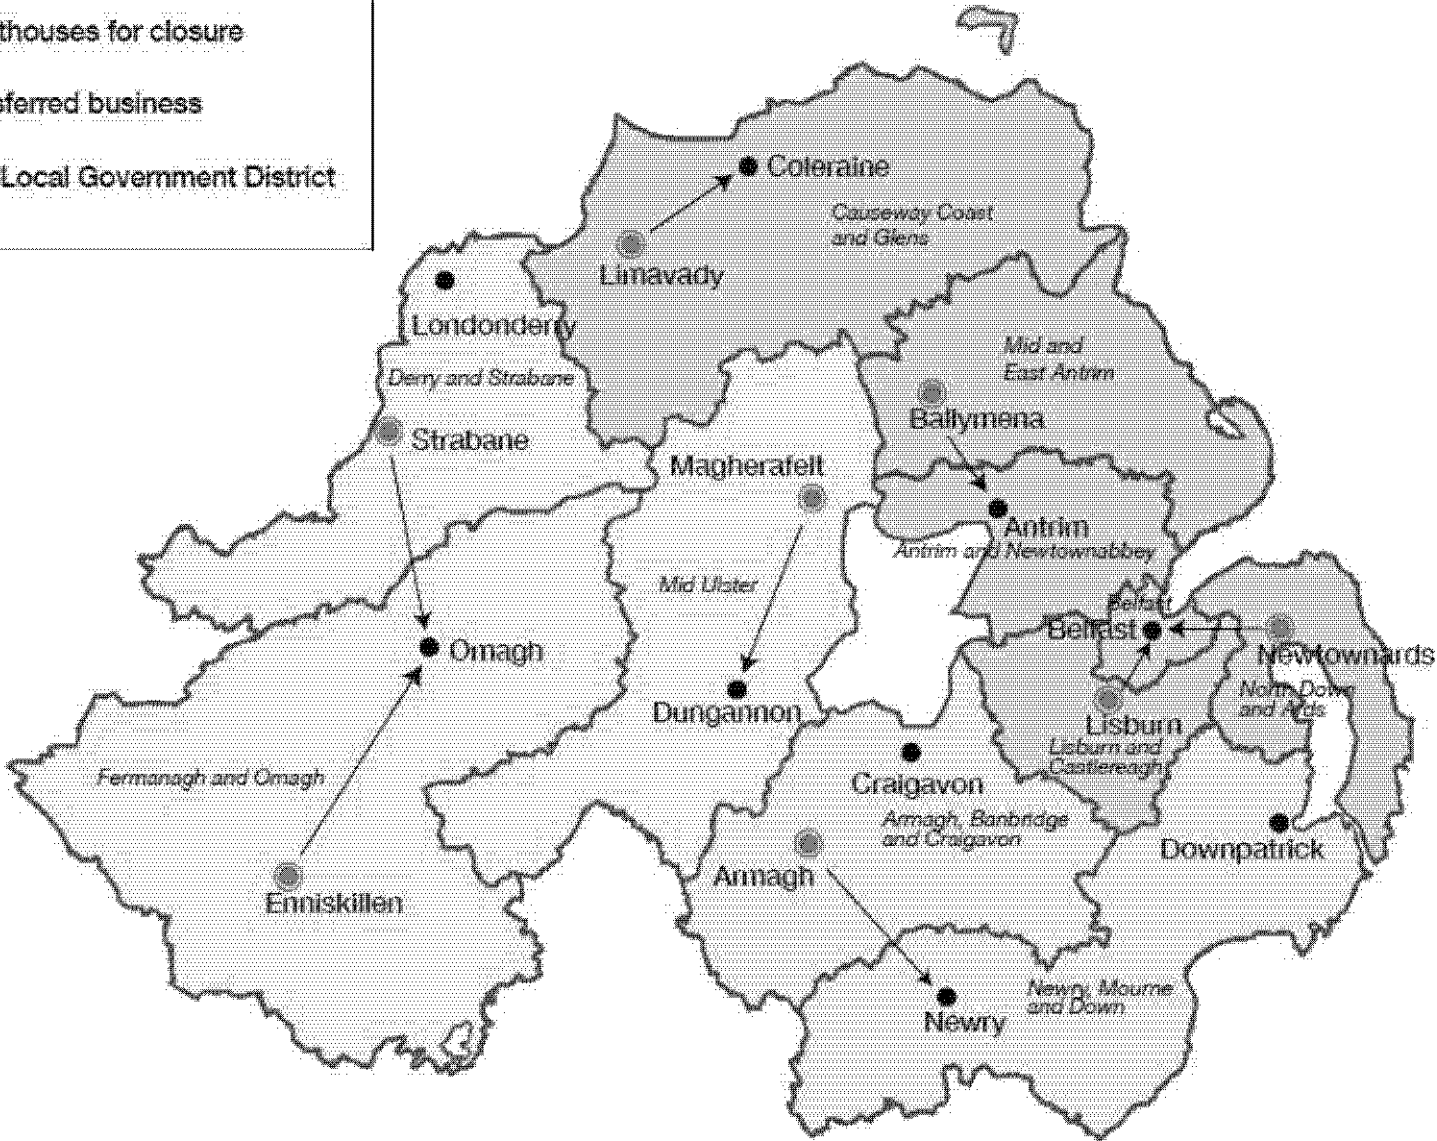 thouses for closure
sferred business
Local Government District
Coleraine
Causeway Coast
and Glens
Limavady
Londonderry
Mid and
East Antrim
Derry and Strabane
Ballymena
Strabane
Magherafelt
Antrim
Antrim and Newtownabbey
Mid Ulster
Belfast
Belfast
Omagh
Newtownards
North Down
and Ards
Dungannon
Lisburn
Lisburn and
Castlereagh
Fermanagh and Omagh
Craigavon
Armagh, Banbridge
and Craigavon
Downpatrick
Armagh
Enniskillen
Newry, Mourne
and Down
Newry